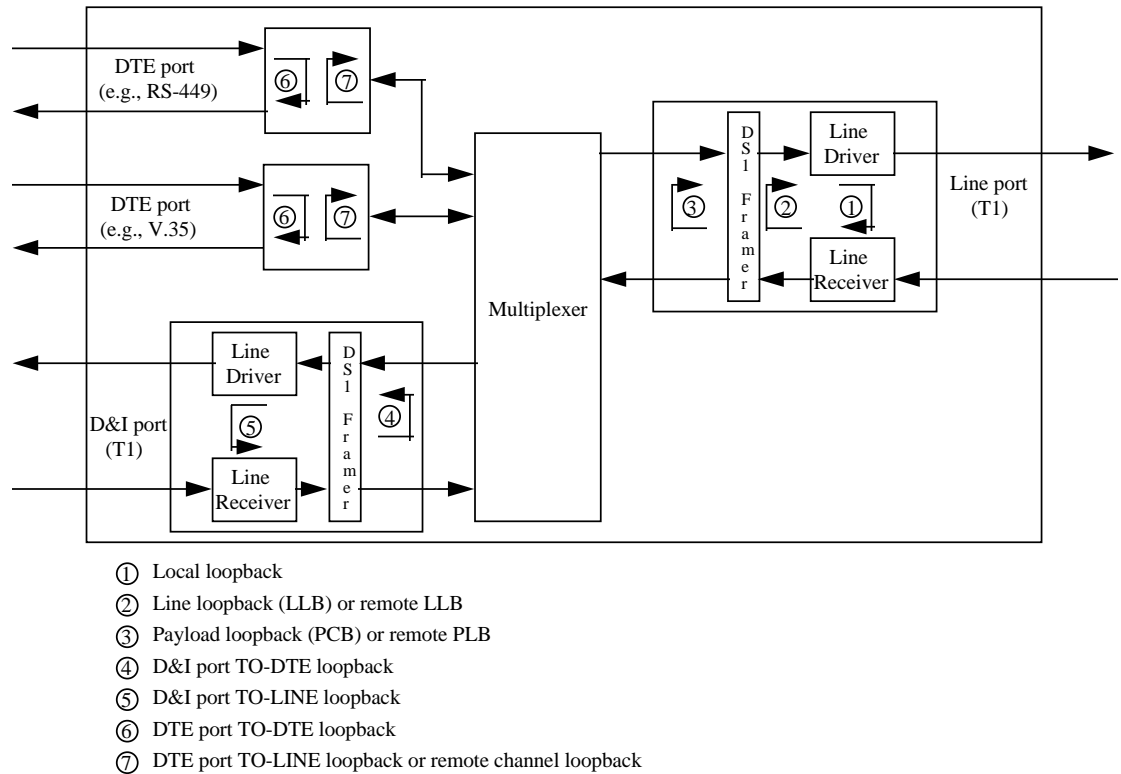 DTE port
(e.g., RS-449)
⑥
⑦
DTE port
(e.g., V.35)
⑥
⑦
Multiplexer
③
DS1 Framer
②
①
Line
Driver
Line
Receiver
Line port
(T1)
D&I port
(T1)
Line
Driver
⑤
Line
Receiver
DS1 Framer
④
① Local loopback
② Line loopback (LLB) or remote LLB
③ Payload loopback (PCB) or remote PLB
④ D&I port TO-DTE loopback
⑤ D&I port TO-LINE loopback
⑥ DTE port TO-DTE loopback
⑦ DTE port TO-LINE loopback or remote channel loopback